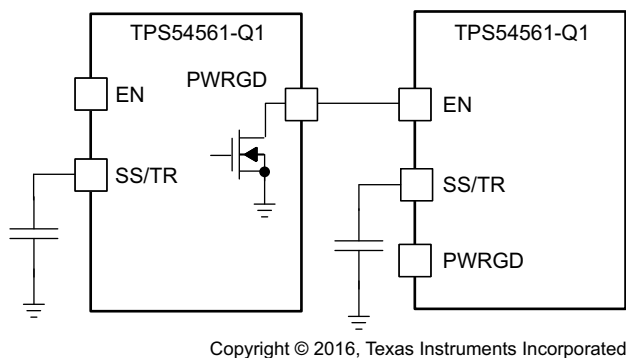 TPS54561-Q1
PWRGD
EN
SS/TR
TPS54561-Q1
EN
SS/TR
PWRGD
Copyright © 2016, Texas Instruments Incorporated